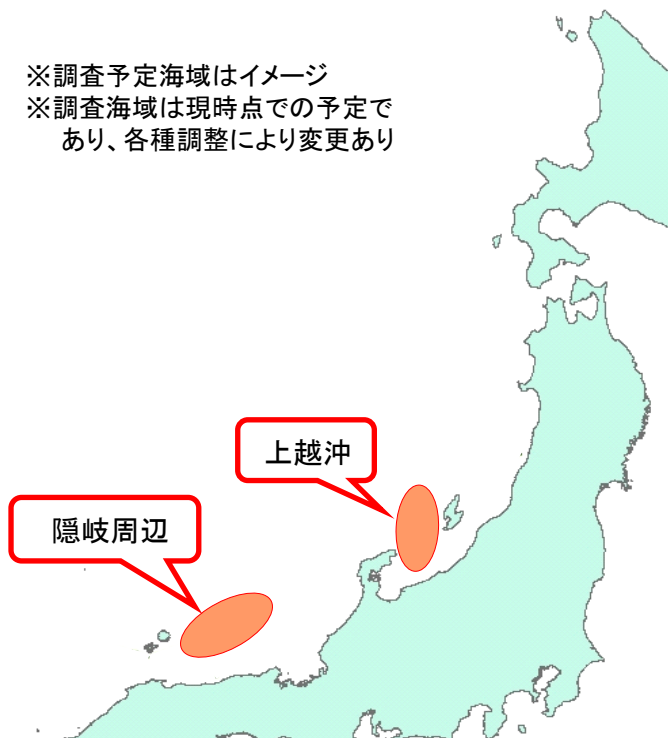 ※調査予定海域はイメージ
※調査海域は現時点での予定で
あり、各種調整により変更あり
上越沖
隠岐周辺